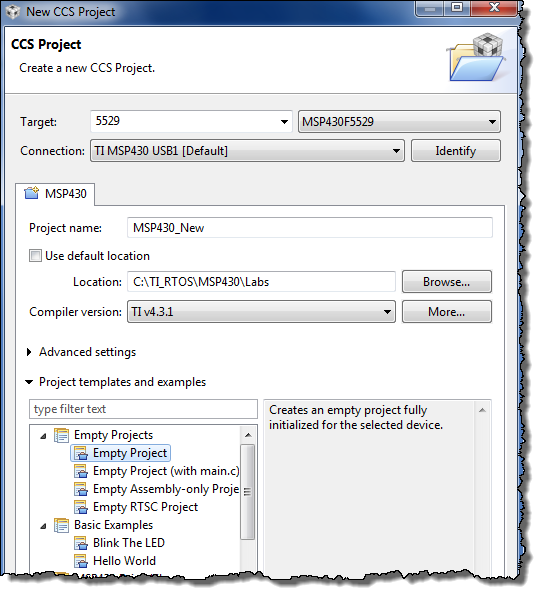 New CCS Project
CCS Project
Create a new CCS Project.
Target: 5529 MSP430F5529
Connection: TI MSP430 USB1 [Default] Identify
MSP430
Project name: MSP430_New
Use default location
Location: C:\TI_RTOS\MSP430\Labs Browse...
Compiler version: TI v4.3.1 More...
Advanced settings
Project templates and examples
type filter text
Creates an empty project fully
initialized for the selected device.
Empty Projects
Empty Project
Empty Project (with main.c)
Empty Assembly-only Proje
Empty RTSC Project
Basic Examples
Blink The LED
Hello World